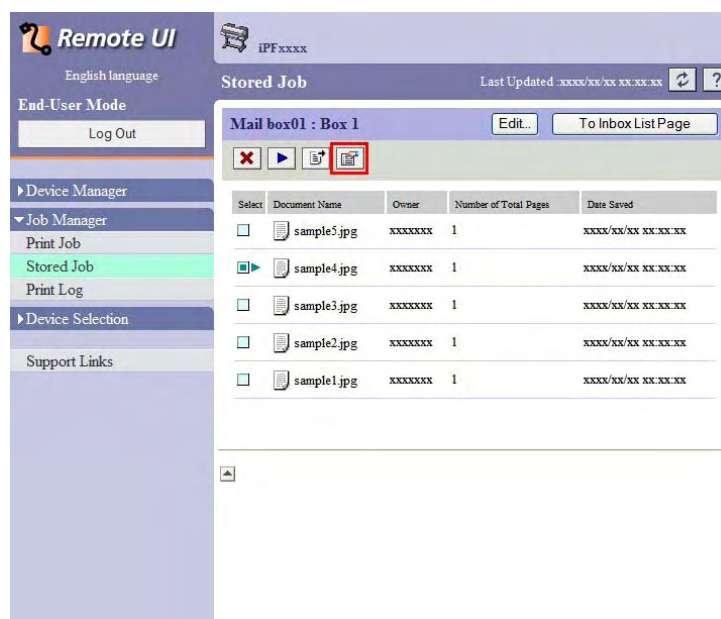 Remote UI
English language
End-User Mode
Log Out
Device Manager
Job Manager
Print Job
Stored Job
Print Log
Device Selection
Support Links
iPFxxxx
Stored Job
Last Updated :xxxx/xx/xx xx:xx:xx
?
Mail box01 : Box 1
Edit...
To Inbox List Page
Select Document Name Owner Number of Total Pages Date Saved
sample5.jpg xxxxxxx 1 xxxx/xx/xx xx:xx:xx
sample4.jpg xxxxxxx 1 xxxx/xx/xx xx:xx:xx
sample3.jpg xxxxxxx 1 xxxx/xx/xx xx:xx:xx
sample2.jpg xxxxxxx 1 xxxx/xx/xx xx:xx:xx
sample1.jpg xxxxxxx 1 xxxx/xx/xx xx:xx:xx